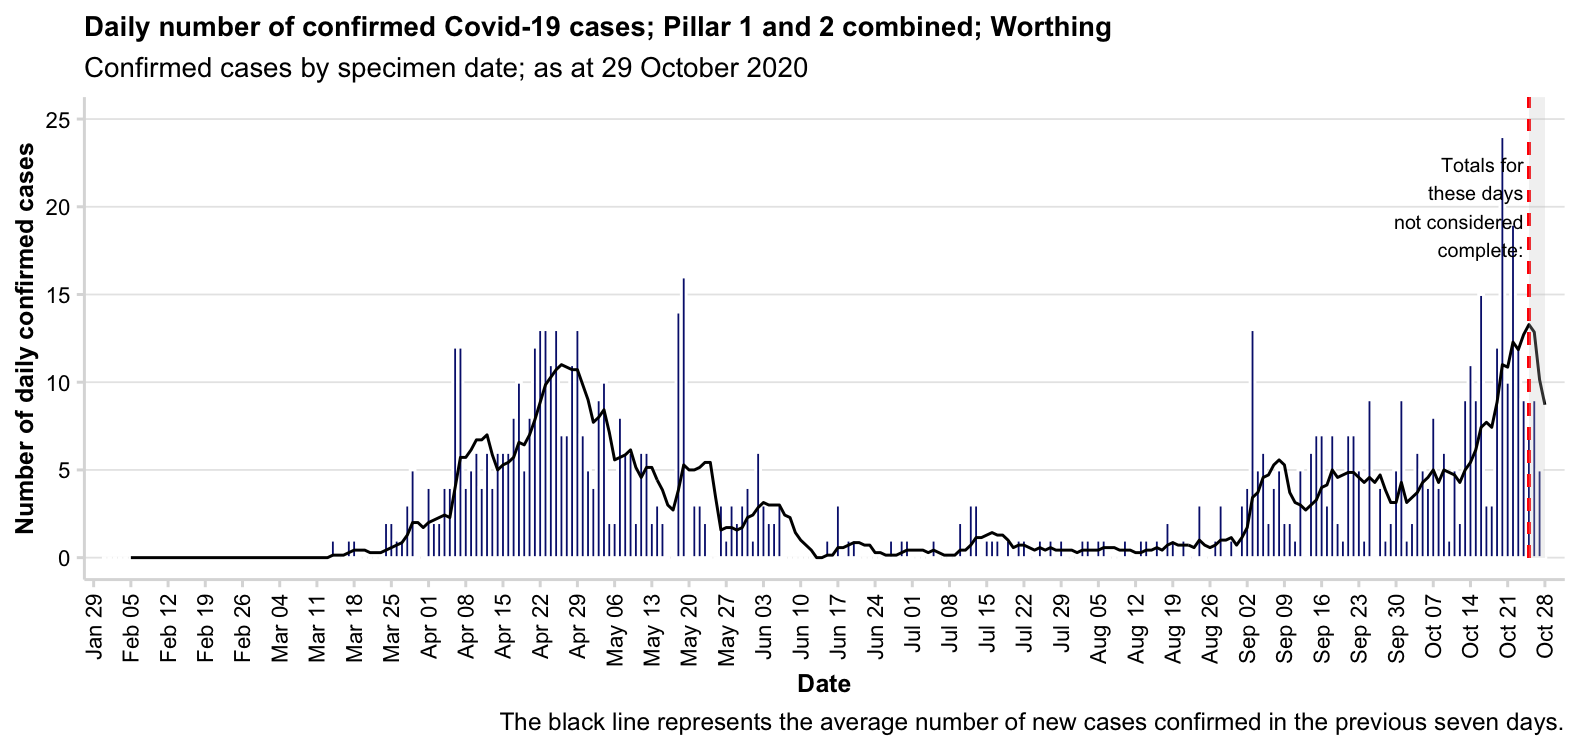 Daily number of confirmed Covid-19 cases; Pillar 1 and 2 combined; Worthing
Confirmed cases by specimen date; as at 29 October 2020
Number of daily confirmed cases
25
20
15
10
5
0
Totals for
these days
not considered
complete:
Jan 29
Feb 05
Feb 12
Feb 19
Feb 26
Mar 04
Mar 11
Mar 18
Mar 25
Apr 01
Apr 08
Apr 15
Apr 22
Apr 29
May 06
May 13
May 20
May 27
Jun 03
Jun 10
Jun 17
Jun 24
Jul 01
Jul 08
Jul 15
Jul 22
Jul 29
Aug 05
Aug 12
Aug 19
Aug 26
Sep 02
Sep 09
Sep 16
Sep 23
Sep 30
Oct 07
Oct 14
Oct 21
Oct 28
Date
The black line represents the average number of new cases confirmed in the previous seven days.